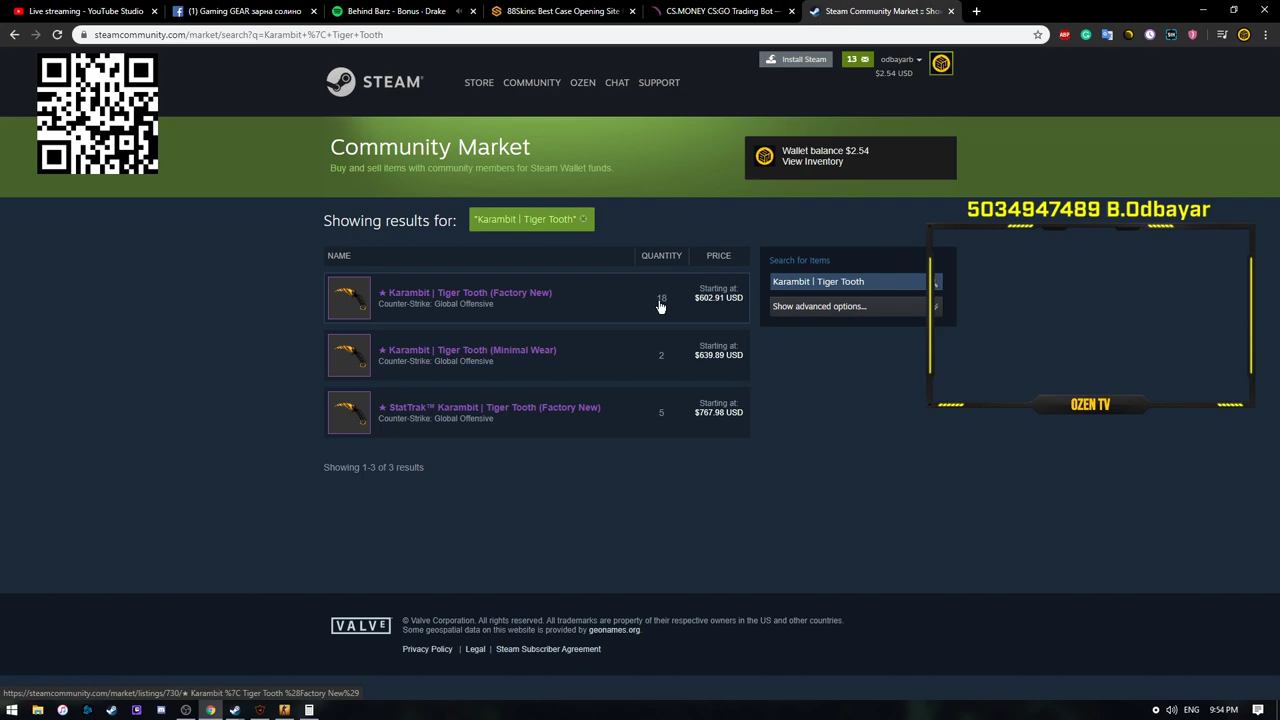 Live streaming - YouTube Studio
(1) Gaming GEAR зарна солино
Behind Barz - Bonus - Drake
88Skins: Best Case Opening Site
CS.MONEY CS:GO Trading Bot —
Steam Community Market :: Sho
steamcommunity.com/market/search?q=Karambit+%7C+Tiger+Tooth
Install Steam
13
odbayarb
$2.54 USD
STEAM
STORE COMMUNITY OZEN CHAT SUPPORT
Community Market
Buy and sell items with community members for Steam Wallet funds.
Wallet balance $2.54
View Inventory
5034947489 B.Odbayar
Showing results for:
"Karambit | Tiger Tooth"
NAME QUANTITY PRICE
★ Karambit | Tiger Tooth (Factory New)
Counter-Strike: Global Offensive
18
Starting at:
$602.91 USD
★ Karambit | Tiger Tooth (Minimal Wear)
Counter-Strike: Global Offensive
2
Starting at:
$639.89 USD
★ StatTrak™ Karambit | Tiger Tooth (Factory New)
Counter-Strike: Global Offensive
5
Starting at:
$767.98 USD
Showing 1-3 of 3 results
Search for Items
Karambit | Tiger Tooth
Show advanced options...
OZEN TV
VALVE
© Valve Corporation. All rights reserved. All trademarks are property of their respective owners in the US and other countries.
Some geospatial data on this website is provided by geonames.org.
Privacy Policy | Legal | Steam Subscriber Agreement
https://steamcommunity.com/market/listings/730/★ Karambit %7C Tiger Tooth %28Factory New%29
ENG
9:54 PM